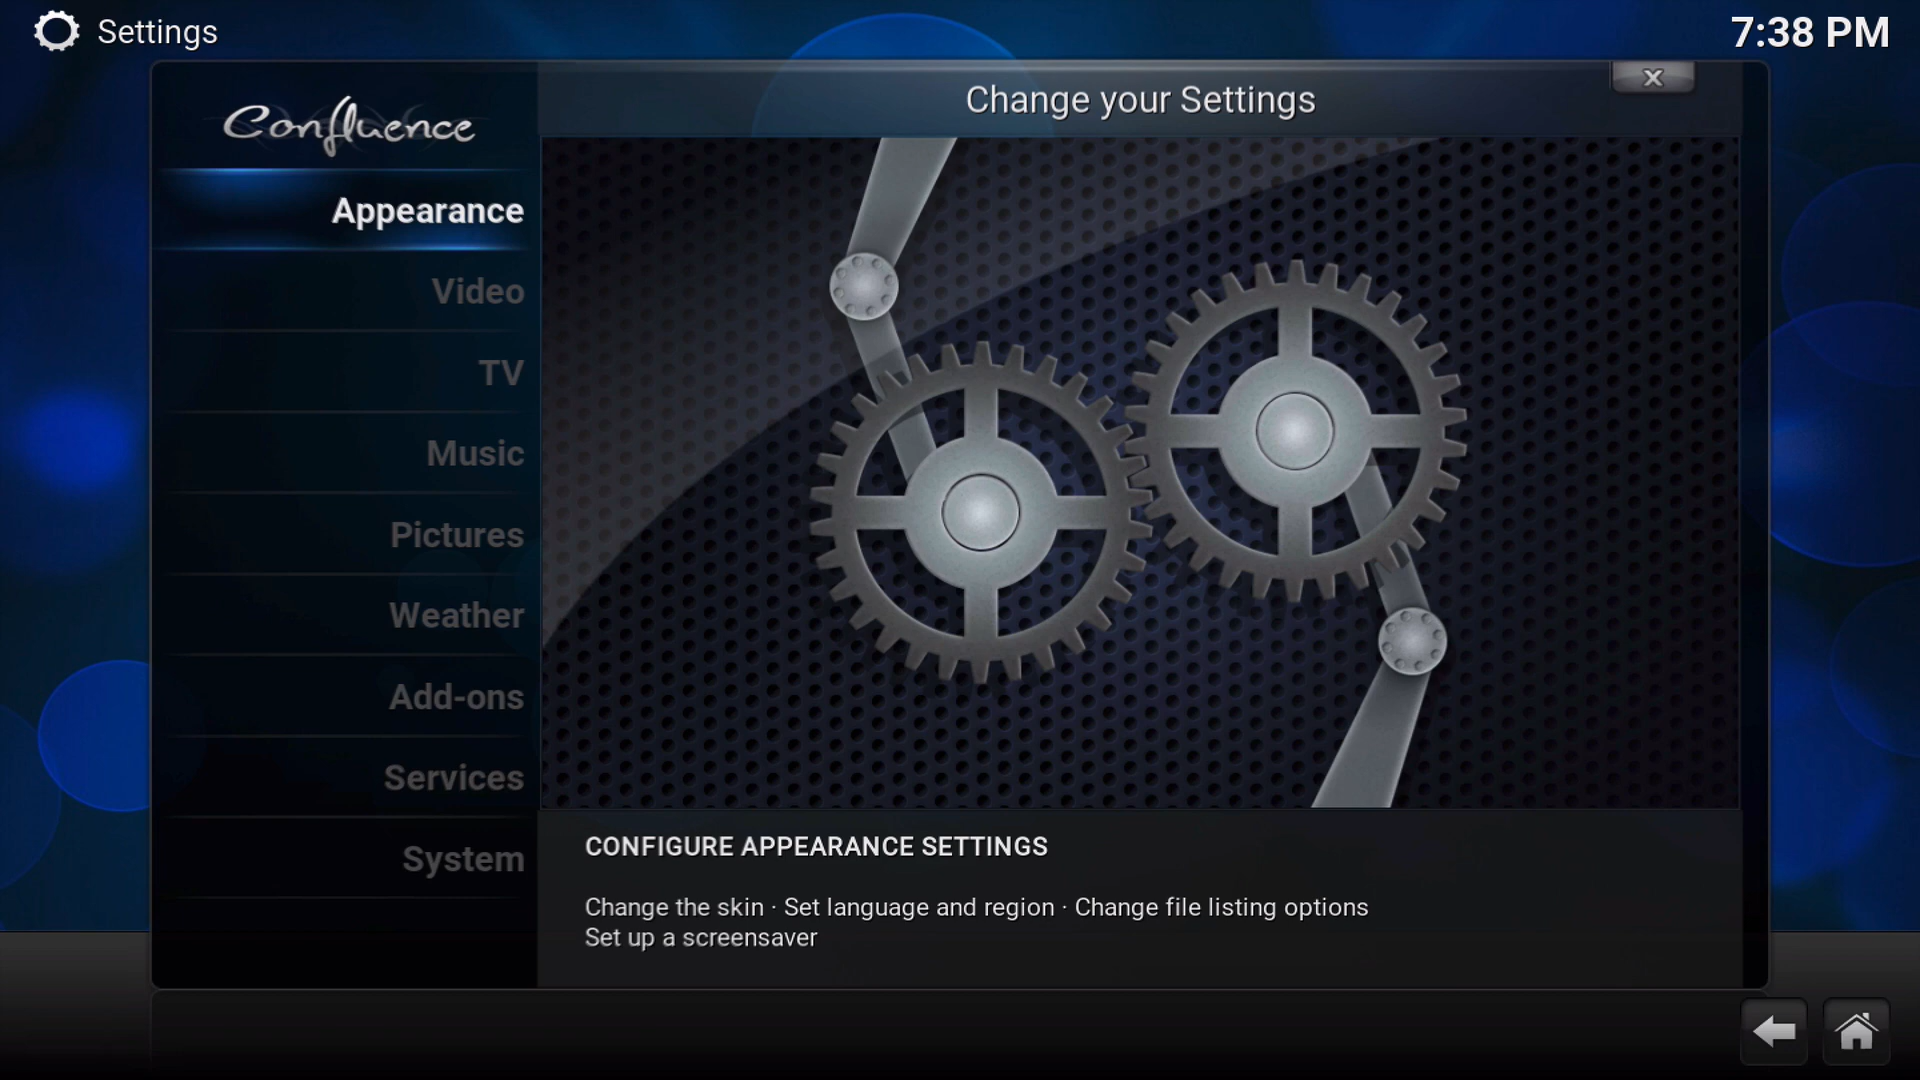 Settings
7:38 PM
Confluence
Change your Settings
x
Appearance
Video
TV
Music
Pictures
Weather
Add-ons
Services
System
CONFIGURE APPEARANCE SETTINGS
Change the skin · Set language and region · Change file listing options
Set up a screensaver